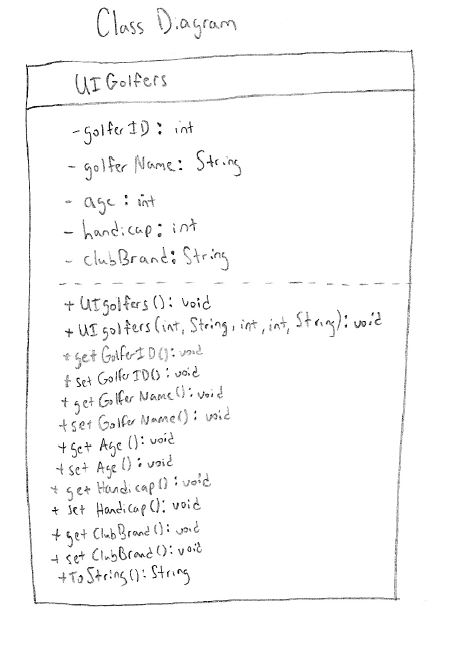 Class Diagram
UIGolfers
- golferID: int
- golferName: String
- age: int
- handicap: int
- clubBrand: String
+ UIgolfers(): void
+ UIgolfers(int, String, int, int, String): void
+ get GolferID(): void
+ set GolferID(): void
+ get GolferName(): void
+ set GolferName(): void
+ get Age(): void
+ set Age(): void
+ get Handicap(): void
+ set Handicap(): void
+ get ClubBrand(): void
+ set ClubBrand(): void
+ToString(): String